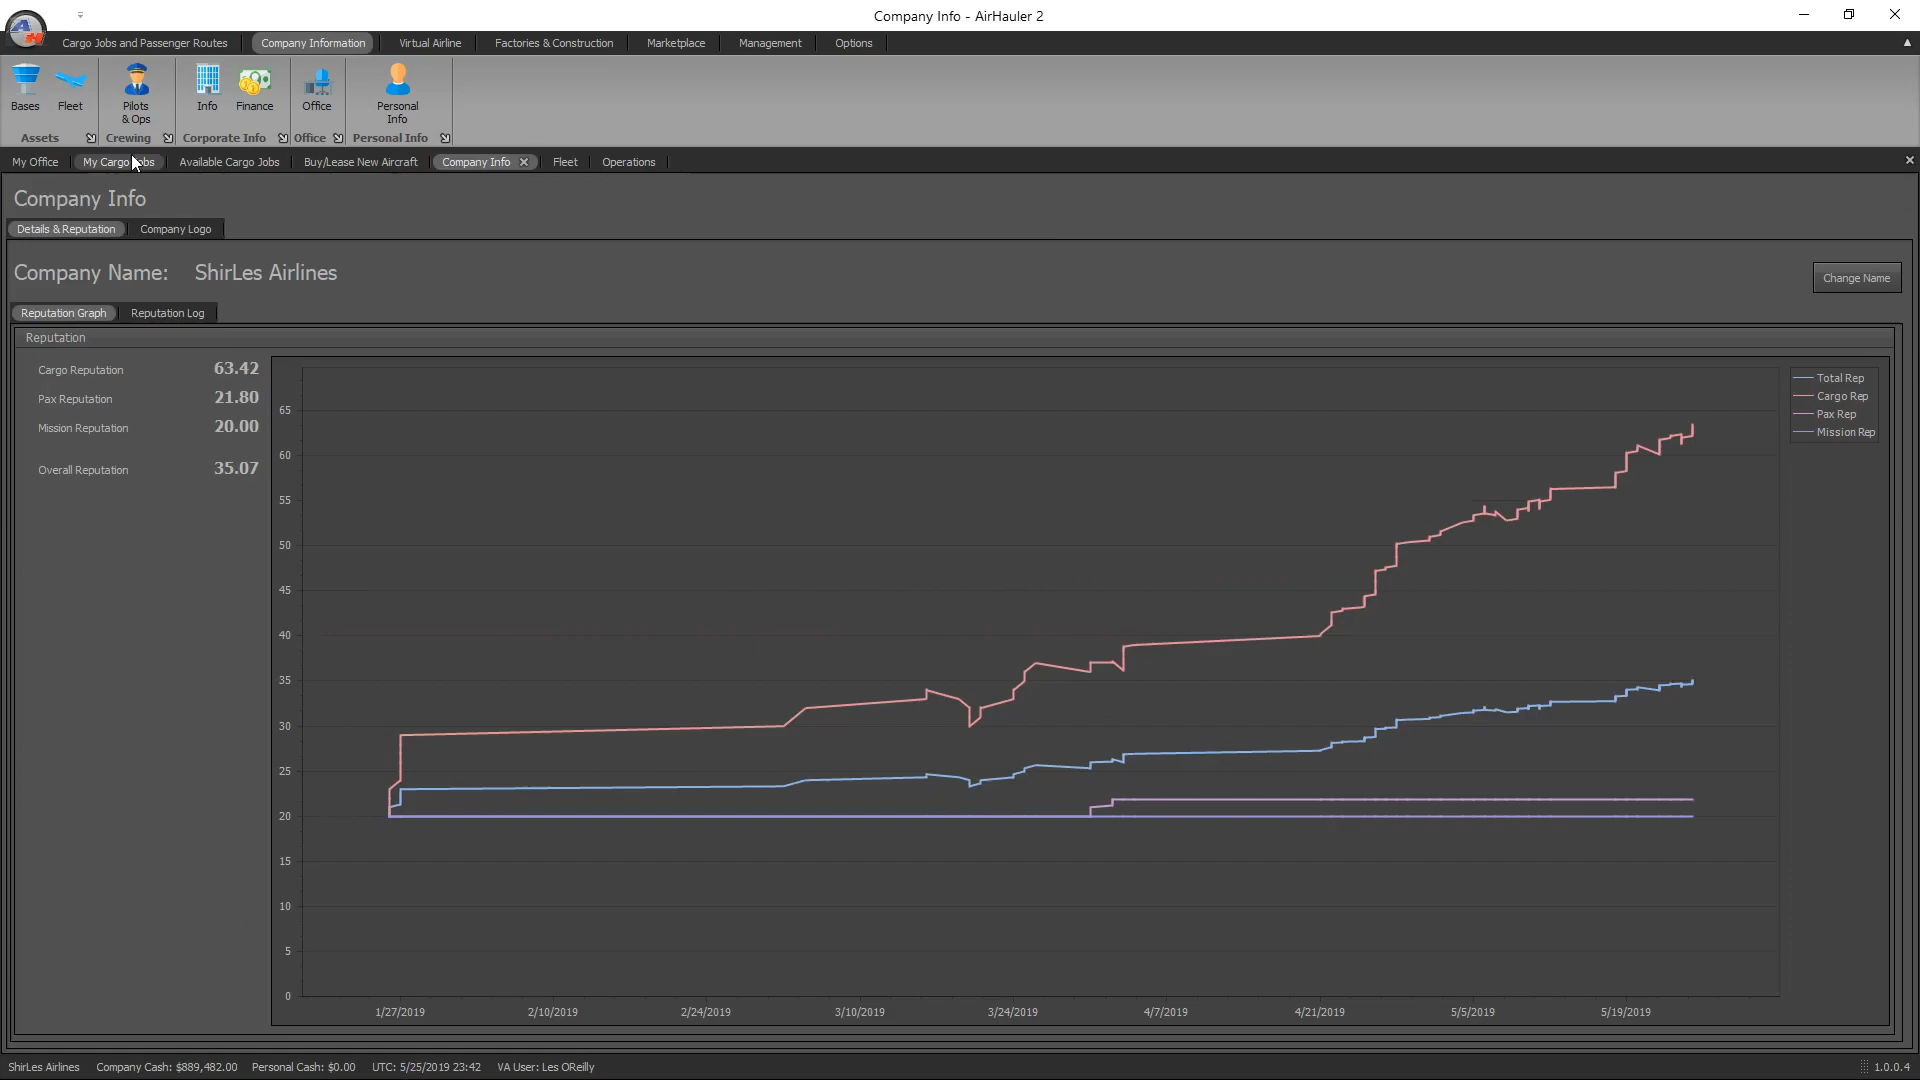 Company Info - AirHauler 2
Cargo Jobs and Passenger Routes Company Information Virtual Airline Factories & Construction Marketplace Management Options
Bases Fleet Pilots & Ops Info Finance Office Personal Info
Assets Crewing Corporate Info Office Personal Info
My Office My Cargo Jobs Available Cargo Jobs Buy/Lease New Aircraft Company Info Fleet Operations
Company Info
Details & Reputation Company Logo
Company Name: ShirLes Airlines Change Name
Reputation Graph Reputation Log
Reputation
Cargo Reputation 63.42
Pax Reputation 21.80
Mission Reputation 20.00
Overall Reputation 35.07
65
60
55
50
45
40
35
30
25
20
15
10
5
0
1/27/2019 2/10/2019 2/24/2019 3/10/2019 3/24/2019 4/7/2019 4/21/2019 5/5/2019 5/19/2019
Total Rep
Cargo Rep
Pax Rep
Mission Rep
ShirLes Airlines Company Cash: $889,482.00 Personal Cash: $0.00 UTC: 5/25/2019 23:42 VA User: Les OReilly 1.0.0.4